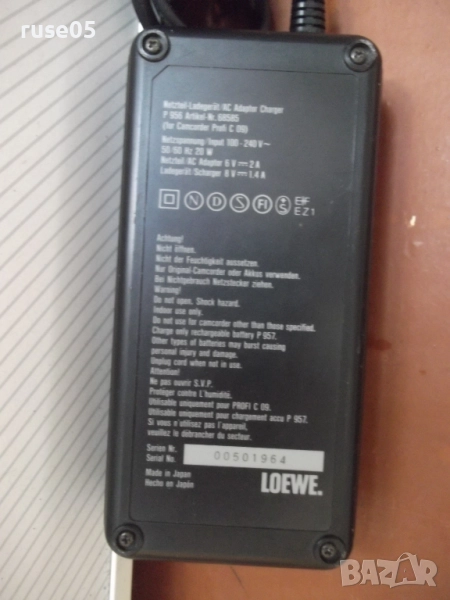 ruse05
Netzteil-Ladegerät/AC Adaptor Charger
P 956 Artikel-Nr. 68585
(for Camcorder Profi C 09)
Netzspannung/Input 100-240 V~
50-60 Hz 20 W
Netzteil/AC Adaptor 6 V 2 A
Ladegerät/Scharger 8 V 1.4 A
N D S FI S EZ1
Achtung!
Nicht öffnen.
Nicht der Feuchtigkeit aussetzen.
Nur Original-Camcorder oder Akkus verwenden.
Bei Nichtgebrauch Netzstecker ziehen.
Warning!
Do not open. Shock hazard.
Indoor use only.
Do not use for camcorder other than those specified.
Charge only rechargeable battery P 957.
Other types of batteries may burst causing
personal injury and damage.
Unplug cord when not in use.
Attention!
Ne pas ouvrir S.V.P.
Protéger contre L'humidité.
Utilisable uniquement pour PROFI C 09.
Utilisable uniquement pour chargement accu P 957.
Si vous n'utilisez pas l'appareil,
veuillez le débrancher du secteur.
Serien Nr.
Serial No. 00501964
Made in Japan
Hecho en Japón
LOEWE.
BAZAR